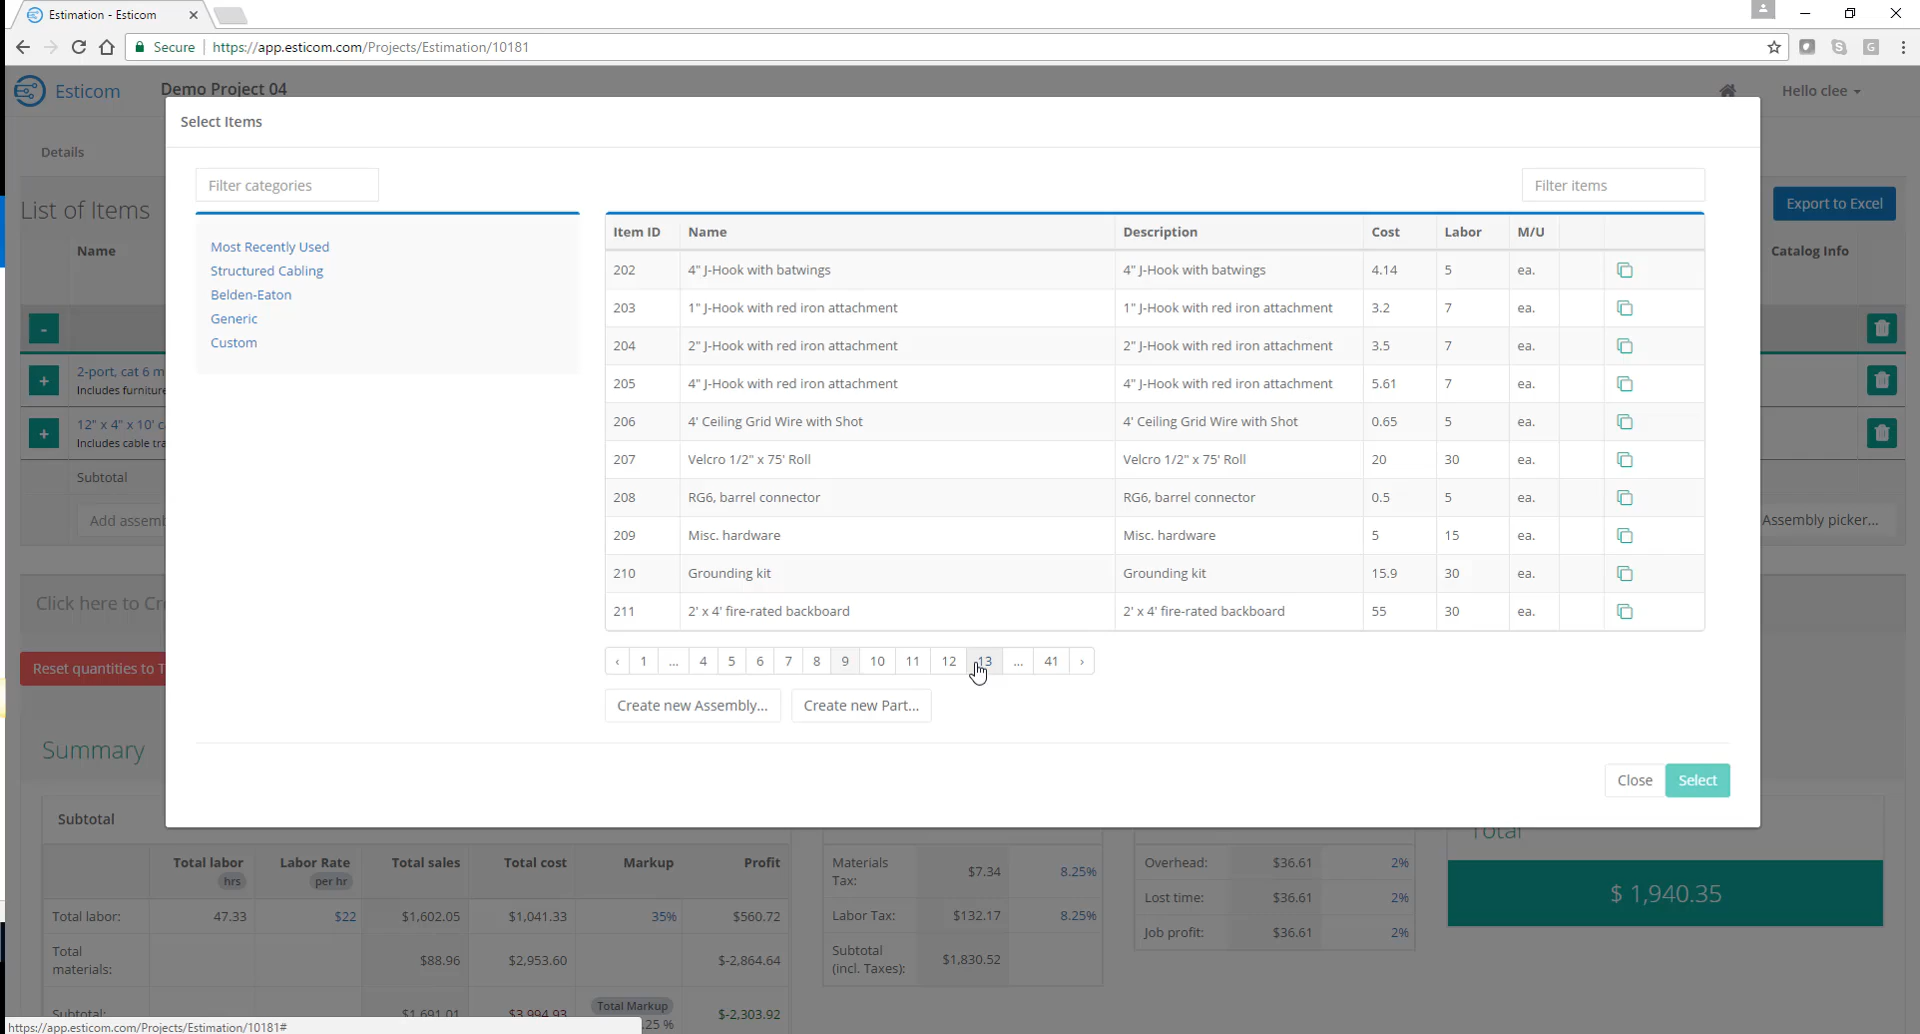 Estimation - Esticom
Secure
https://app.esticom.com/Projects/Estimation/10181
Esticom
Demo Project 04
Hello clee
Details
Select Items
Filter categories
Filter items
Most Recently Used
Structured Cabling
Belden-Eaton
Generic
Custom
Item ID Name Description Cost Labor M/U
202 4" J-Hook with batwings 4" J-Hook with batwings 4.14 5 ea.
203 1" J-Hook with red iron attachment 1" J-Hook with red iron attachment 3.2 7 ea.
204 2" J-Hook with red iron attachment 2" J-Hook with red iron attachment 3.5 7 ea.
205 4" J-Hook with red iron attachment 4" J-Hook with red iron attachment 5.61 7 ea.
206 4' Ceiling Grid Wire with Shot 4' Ceiling Grid Wire with Shot 0.65 5 ea.
207 Velcro 1/2" x 75' Roll Velcro 1/2" x 75' Roll 20 30 ea.
208 RG6, barrel connector RG6, barrel connector 0.5 5 ea.
209 Misc. hardware Misc. hardware 5 15 ea.
210 Grounding kit Grounding kit 15.9 30 ea.
211 2' x 4' fire-rated backboard 2' x 4' fire-rated backboard 55 30 ea.
‹ 1 ... 4 5 6 7 8 9 10 11 12 13 ... 41 ›
Create new Assembly... Create new Part...
Close Select
List of Items
Export to Excel
Name
Catalog Info
-
+ 2-port, cat 6 m
Includes furniture
+ 12" x 4" x 10' c
Includes cable tra
Subtotal
Add assemb
Assembly picker...
Click here to Cr
Reset quantities to T
Summary
Subtotal
Total labor Labor Rate Total sales Total cost Markup Profit
hrs per hr
Total labor: 47.33 $22 $1,602.05 $1,041.33 35% $560.72
Total
materials: $88.96 $2,953.60 $-2,864.64
Subtotal: $1,691.01 $3,994.93 Total Markup $-2,303.92
.25 %
Materials
Tax: $7.34 8.25%
Labor Tax: $132.17 8.25%
Subtotal
(incl. Taxes): $1,830.52
Overhead: $36.61 2%
Lost time: $36.61 2%
Job profit: $36.61 2%
Total
$ 1,940.35
https://app.esticom.com/Projects/Estimation/10181#